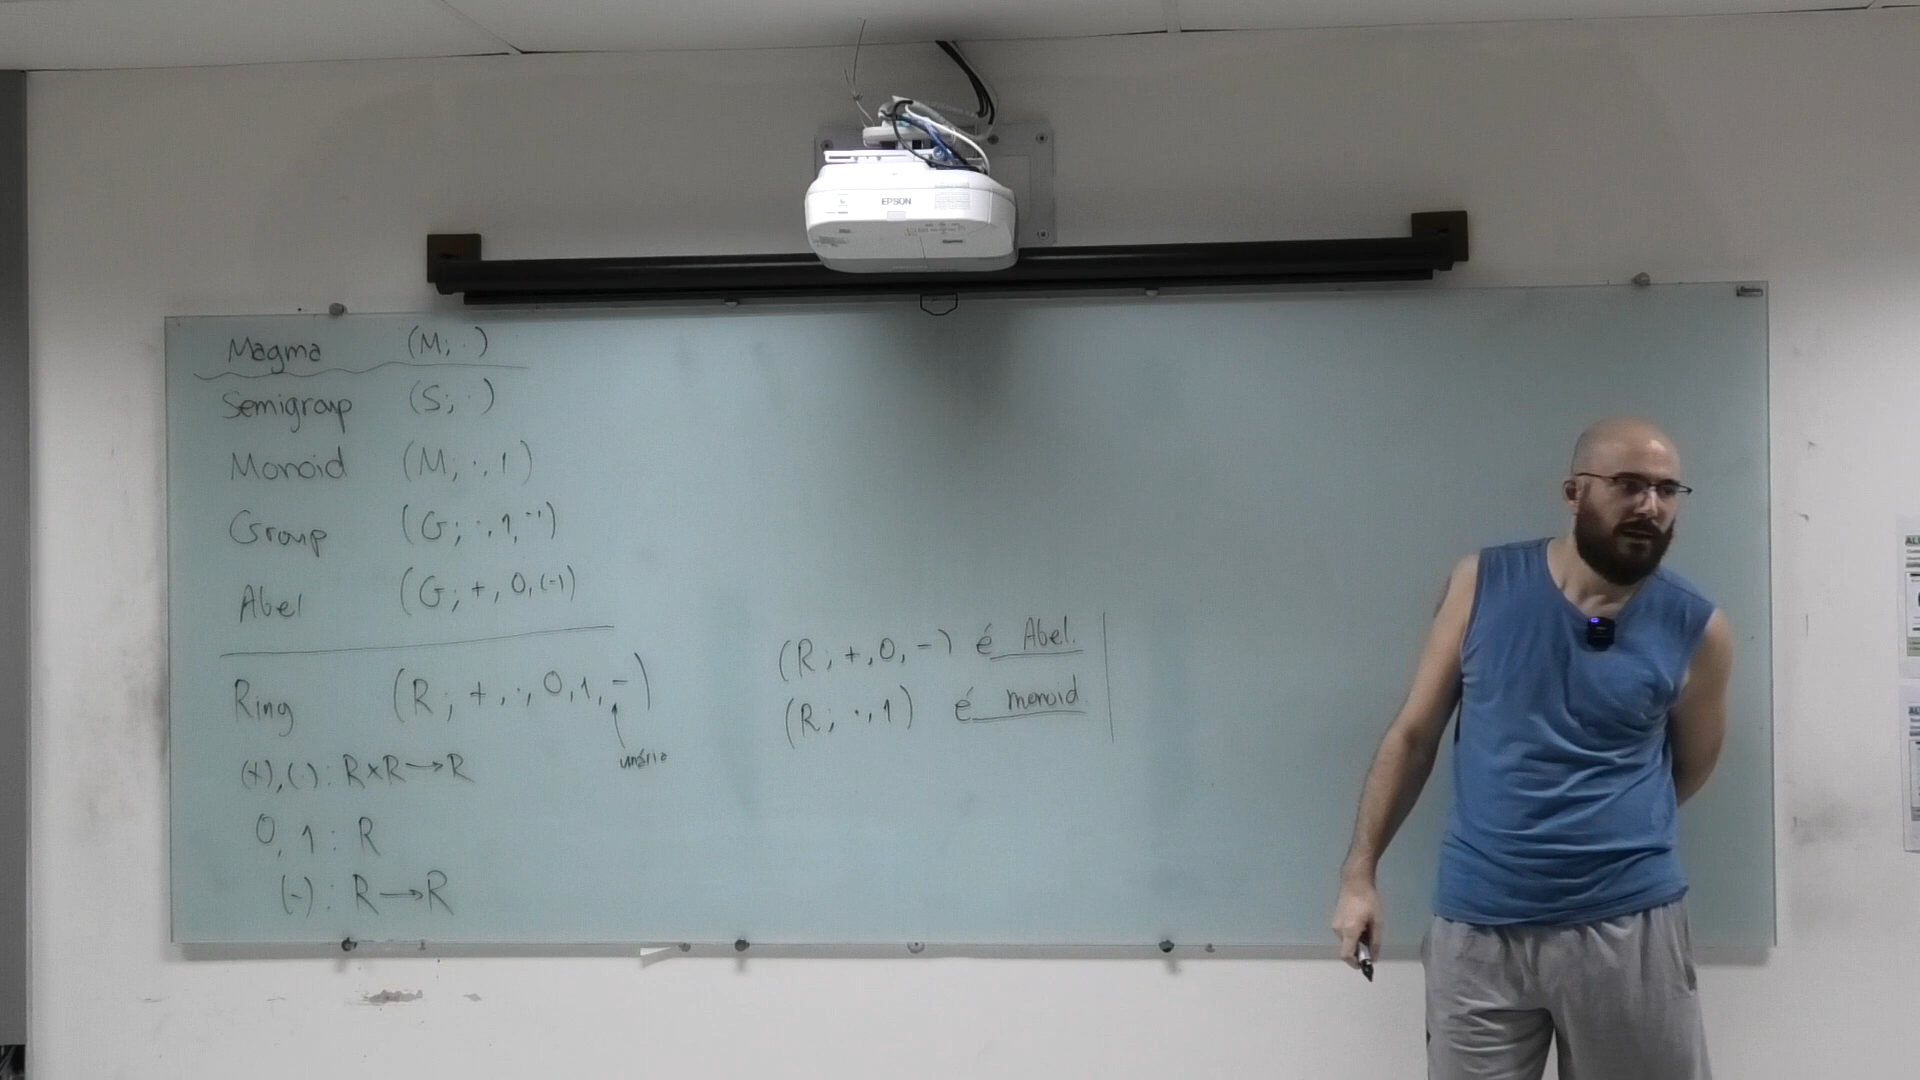 EPSON
Magma (M; ·)
Semigroup (S; ·)
Monoid (M; ·, 1)
Group (G; ·, 1, ⁻¹)
Abel (G; +, 0, (-))
Ring (R; +, ·, 0, 1, -)
unário
(+), (·) : R×R → R
0, 1 : R
(-) : R → R
(R; +, 0, -) é Abel.
(R; ·, 1) é monoid